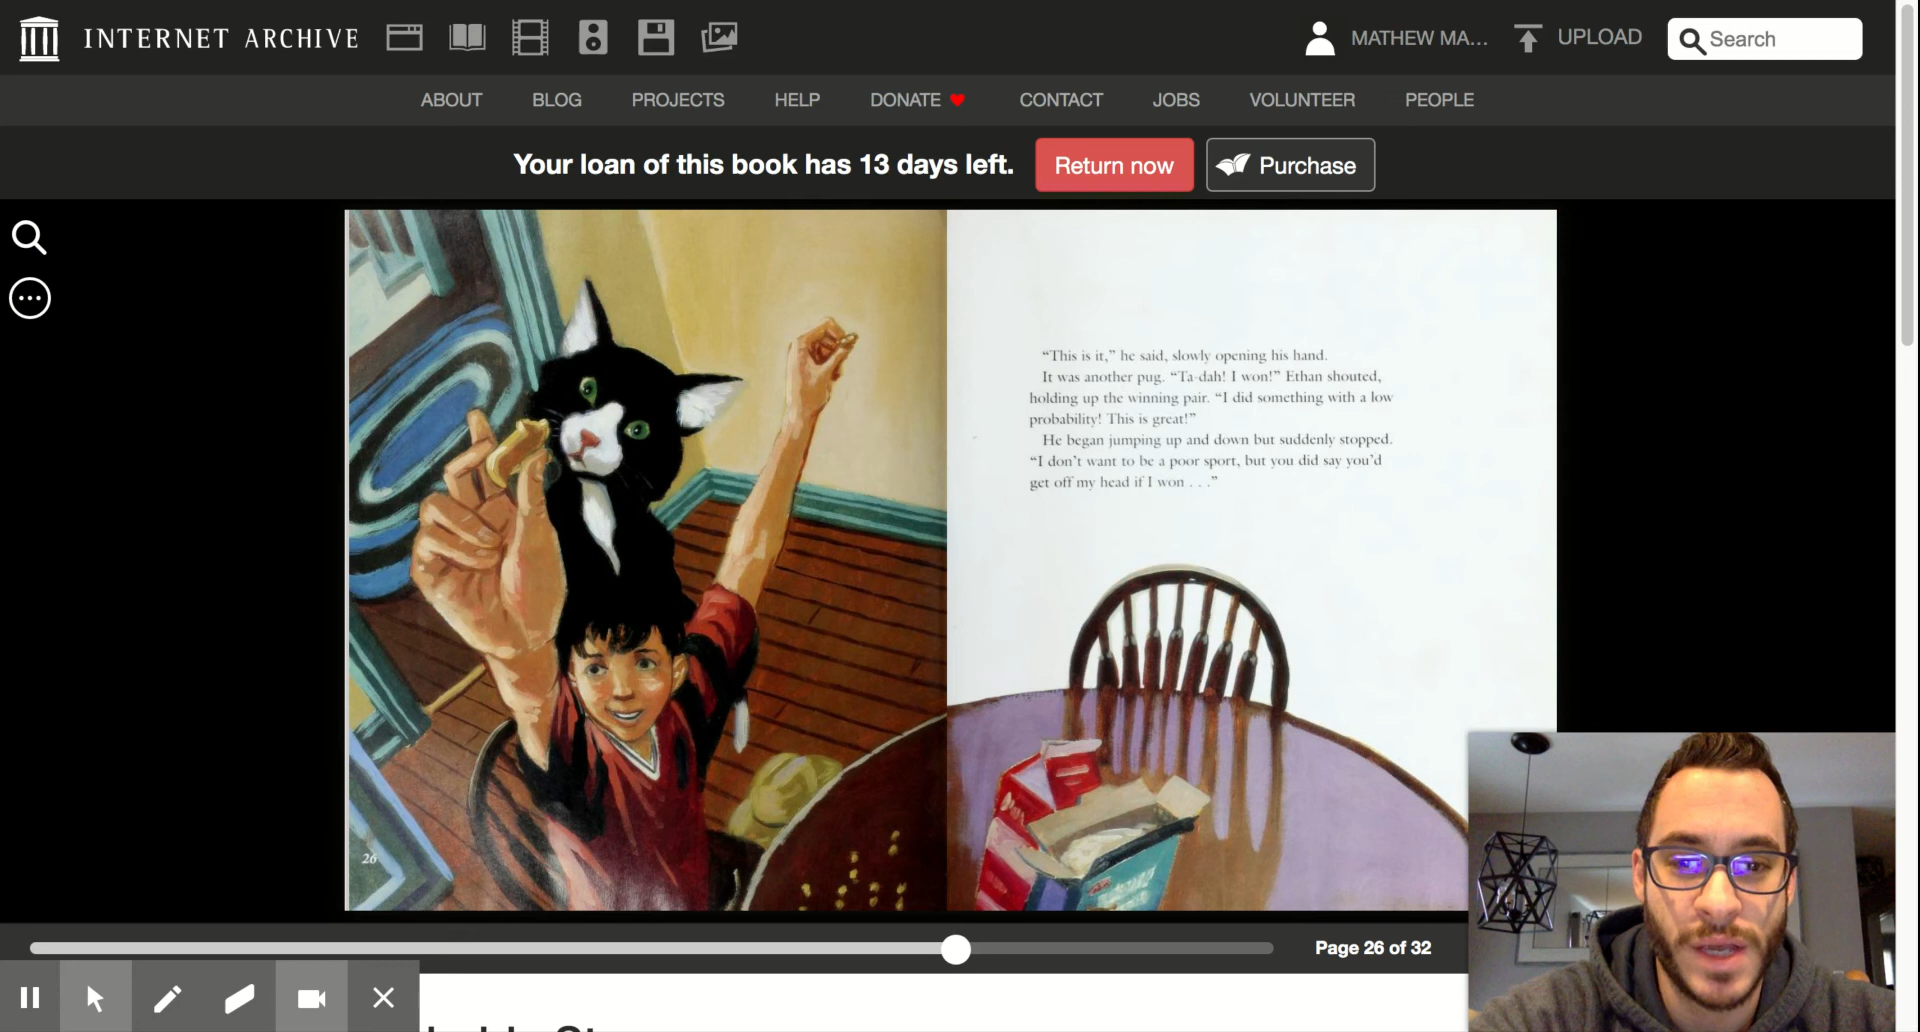 INTERNET ARCHIVE
MATHEW MA...
UPLOAD
Search
ABOUT BLOG PROJECTS HELP DONATE CONTACT JOBS VOLUNTEER PEOPLE
Your loan of this book has 13 days left.
Return now
Purchase
“This is it,” he said, slowly opening his hand.
It was another pug. “Ta-dah! I won!” Ethan shouted,
holding up the winning pair. “I did something with a low
probability! This is great!”
He began jumping up and down but suddenly stopped.
“I don’t want to be a poor sport, but you did say you’d
get off my head if I won . . .”
26
Page 26 of 32